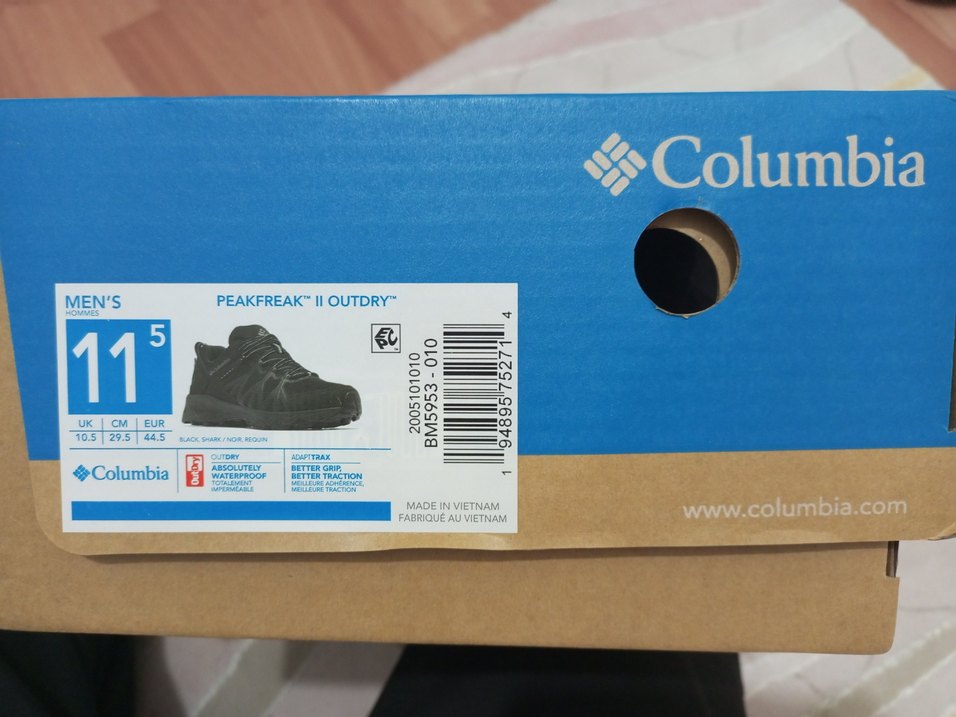 Columbia
MEN'S
HOMMES
PEAKFREAK™ II OUTDRY™
11 5
EPC™
UK CM EUR
10.5 29.5 44.5
BLACK, SHARK / NOIR, REQUIN
2005101010
BM5953 - 010
1 94895 75271 4
Columbia
OutDry
OUTDRY
ABSOLUTELY
WATERPROOF
TOTALEMENT
IMPERMÉABLE
ADAPTTRAX
BETTER GRIP,
BETTER TRACTION
MEILLEURE ADHÉRENCE,
MEILLEURE TRACTION
MADE IN VIETNAM
FABRIQUÉ AU VIETNAM
www.columbia.com